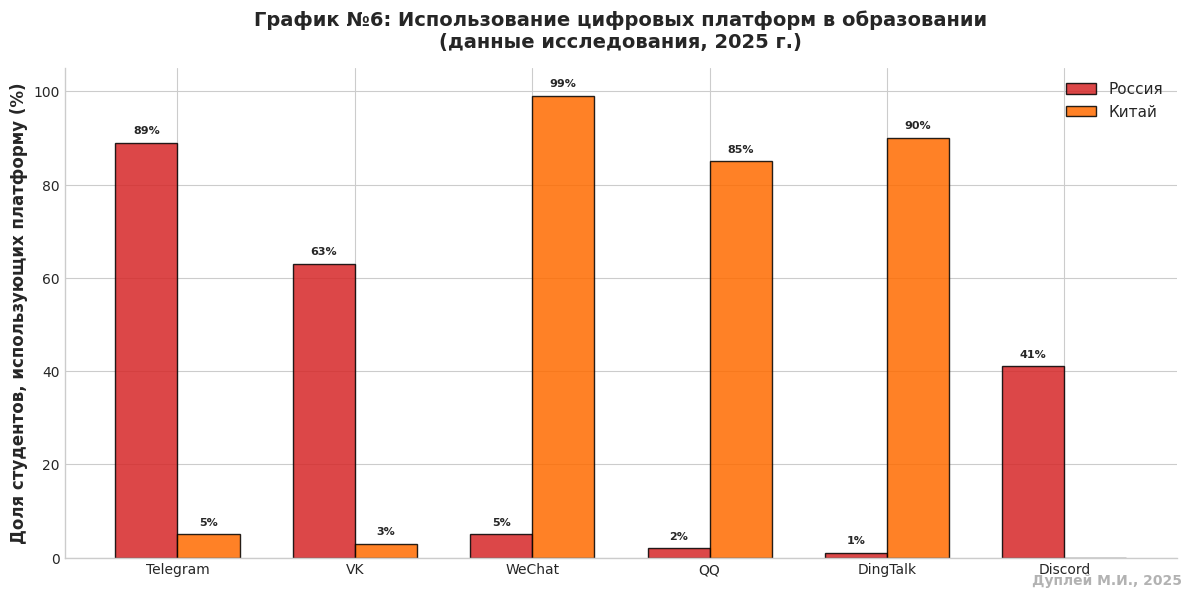 График №6: Использование цифровых платформ в образовании
(данные исследования, 2025 г.)
Доля студентов, использующих платформу (%)
100
80
60
40
20
0
Россия
Китай
89%
5%
63%
3%
5%
99%
2%
85%
1%
90%
41%
Telegram
VK
WeChat
QQ
DingTalk
Discord
Дуплей М.И., 2025